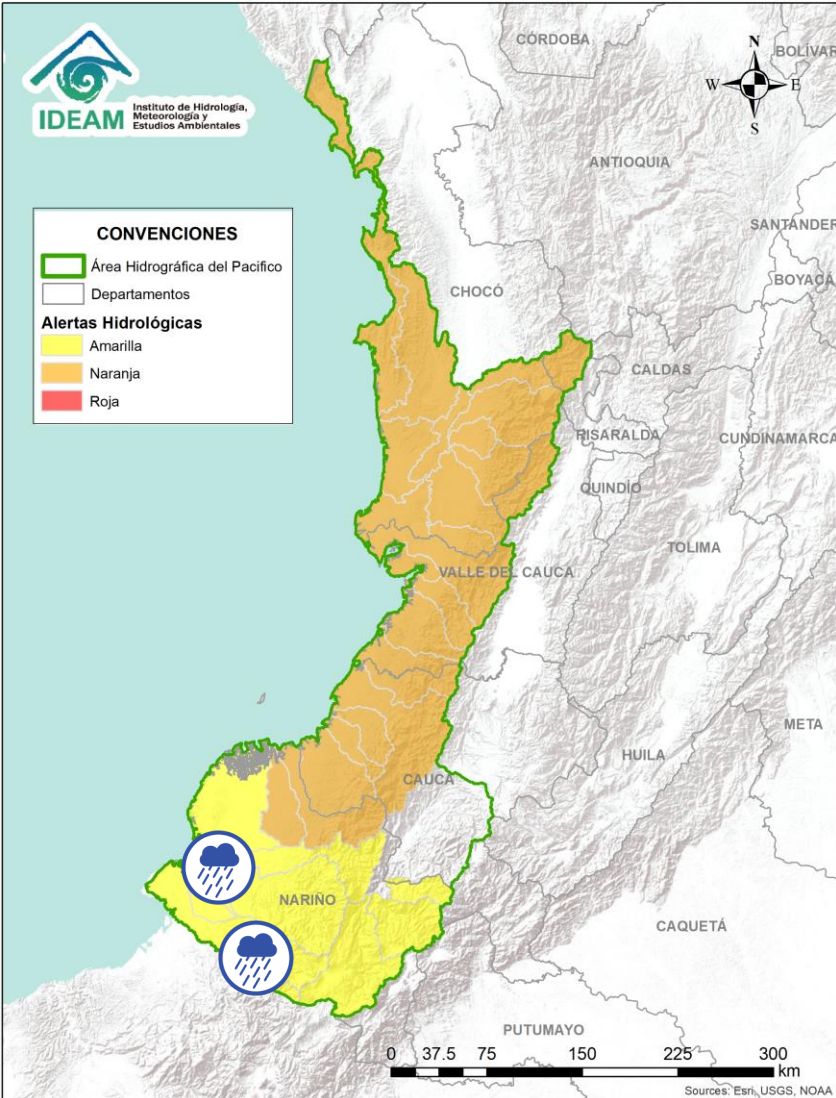 IDEAM
Instituto de Hidrología,
Meteorología y
Estudios Ambientales
N
W E
S
CÓRDOBA
BOLÍVAR
ANTIOQUIA
SANTANDER
BOYACÁ
CHOCÓ
CONVENCIONES
Área Hidrográfica del Pacifico
Departamentos
Alertas Hidrológicas
Amarilla
Naranja
Roja
CALDAS
RISARALDA
CUNDINAMARCA
QUINDÍO
TOLIMA
VALLE DEL CAUCA
META
HUILA
CAUCA
NARIÑO
CAQUETÁ
PUTUMAYO
0 37.5 75 150 225 300
km
Sources: Esri, USGS, NOAA